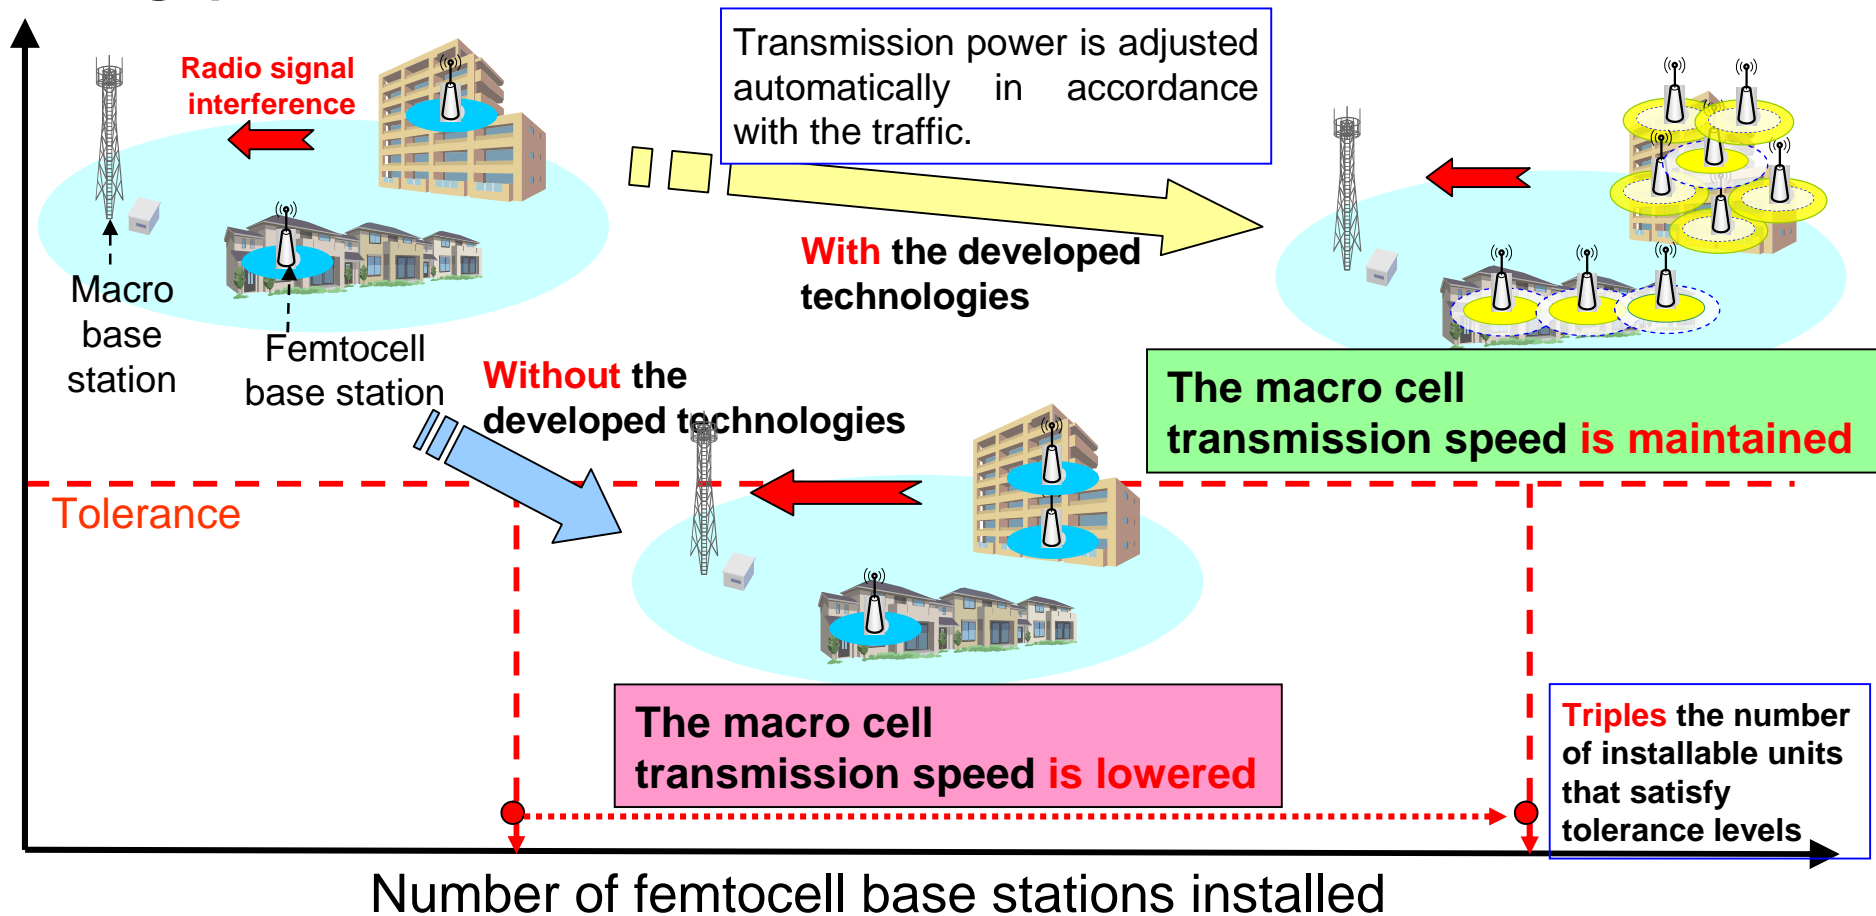 Radio signal
interference
Transmission power is adjusted
automatically in accordance
with the traffic.
Macro
base
station
Femtocell
base station
With the developed
technologies
Without the
developed technologies
The macro cell
transmission speed is maintained
Tolerance
The macro cell
transmission speed is lowered
Triples the number
of installable units
that satisfy
tolerance levels
Number of femtocell base stations installed